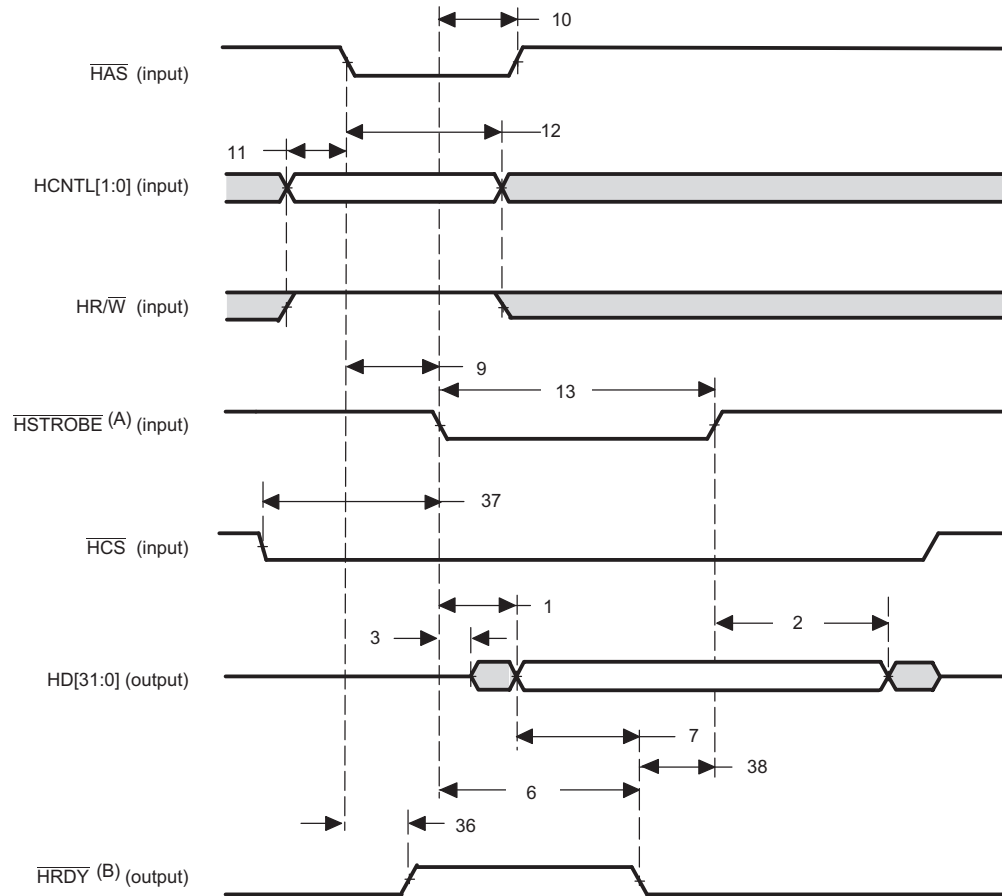 10
HAS (input)
12
11
HCNTL[1:0] (input)
HR/W (input)
9
13
HSTROBE (A) (input)
37
HCS (input)
1
3
2
HD[31:0] (output)
7
38
6
36
HRDY (B) (output)